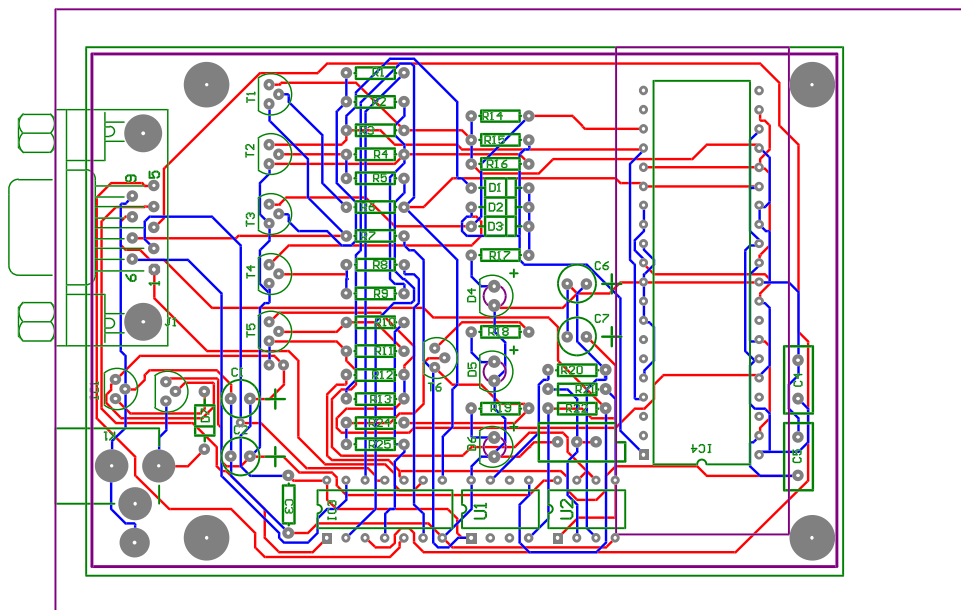 R1
T1
R2
R14
R3
R15
T2
R4
R16
R5
D1
9
5
R6
D2
T3
D3
R7
R17
T4
R8
C6
+
6
1
R9
D4
+
J1
T5
R10
R18
C7
+
R11
T6
D5
+
R12
R20
C4
C1
+
R13
R21
R19
R22
J2
C2
+
R24
R25
D6
+
IC4
C5
C3
U1
U2